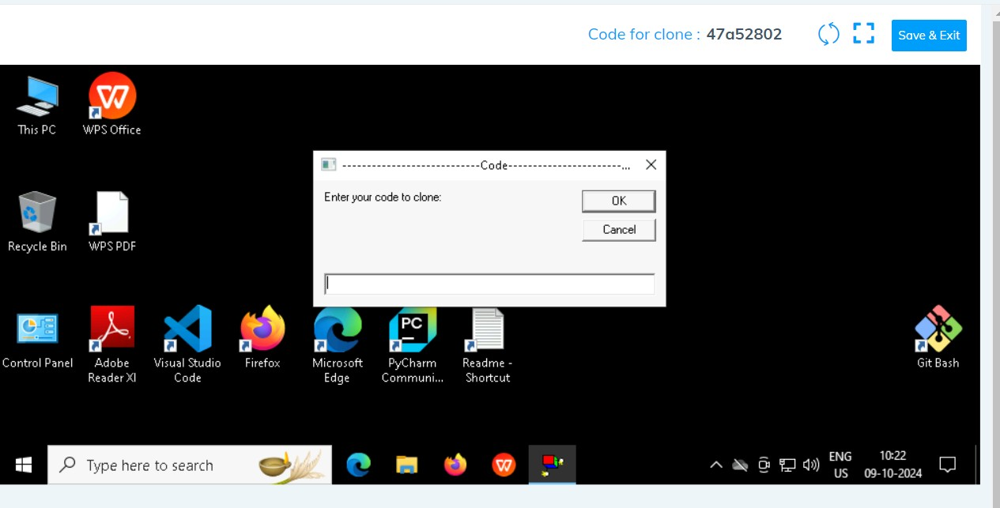 Code for clone : 47a52802
Save & Exit
This PC
WPS Office
----------------------------Code-----------------------...
Enter your code to clone:
OK
Cancel
Recycle Bin
WPS PDF
Control Panel
Adobe
Reader XI
Visual Studio
Code
Firefox
Microsoft
Edge
PC
PyCharm
Communi...
Readme -
Shortcut
Git Bash
Type here to search
ENG
US
10:22
09-10-2024